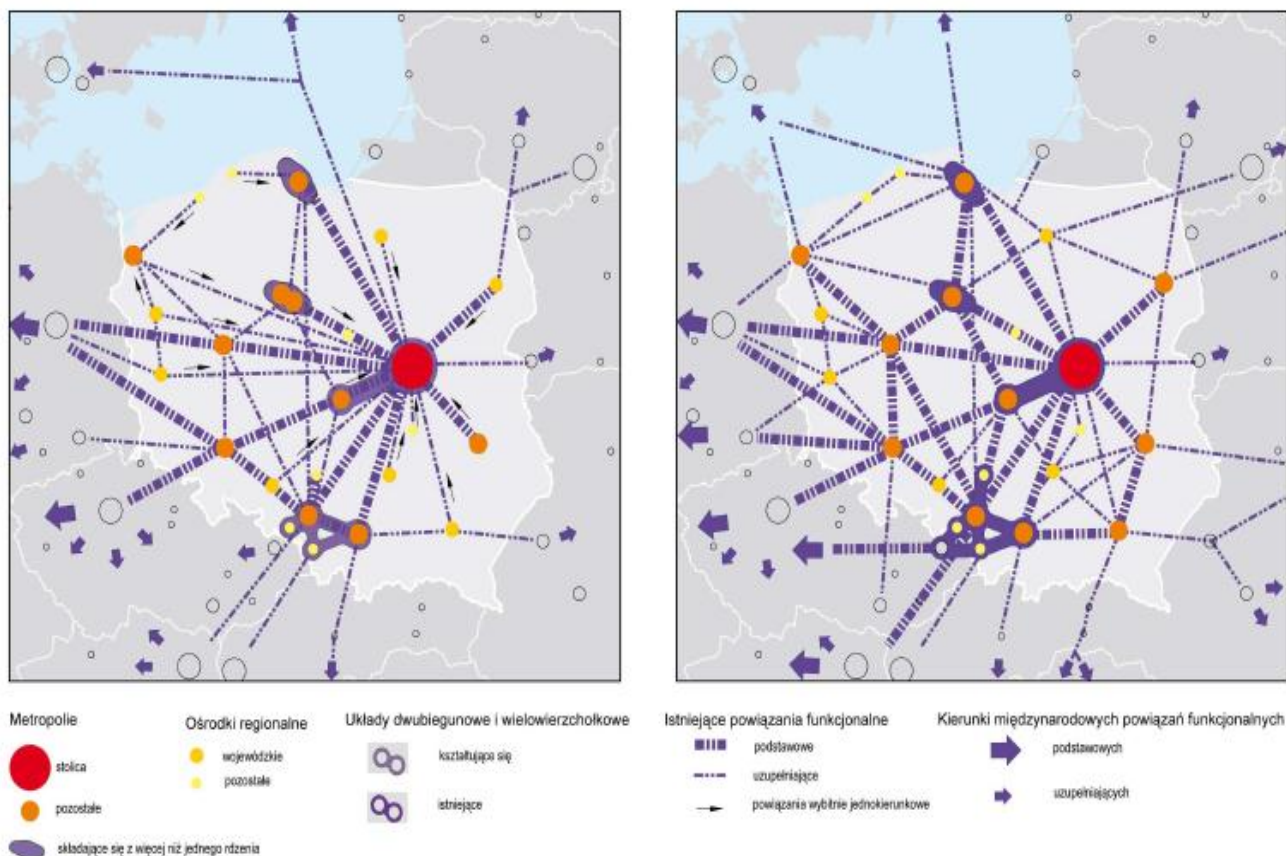 Metropolie
stolica
pozostałe
składające się z więcej niż jednego rdzenia
Ośrodki regionalne
wojewódzkie
pozostałe
Układy dwubiegunowe i wielowierzchołkowe
kształtujące się
istniejące
Istniejące powiązania funkcjonalne
podstawowe
uzupełniające
powiązania wybitnie jednokierunkowe
Kierunki międzynarodowych powiązań funkcjonalnych
podstawowych
uzupełniających